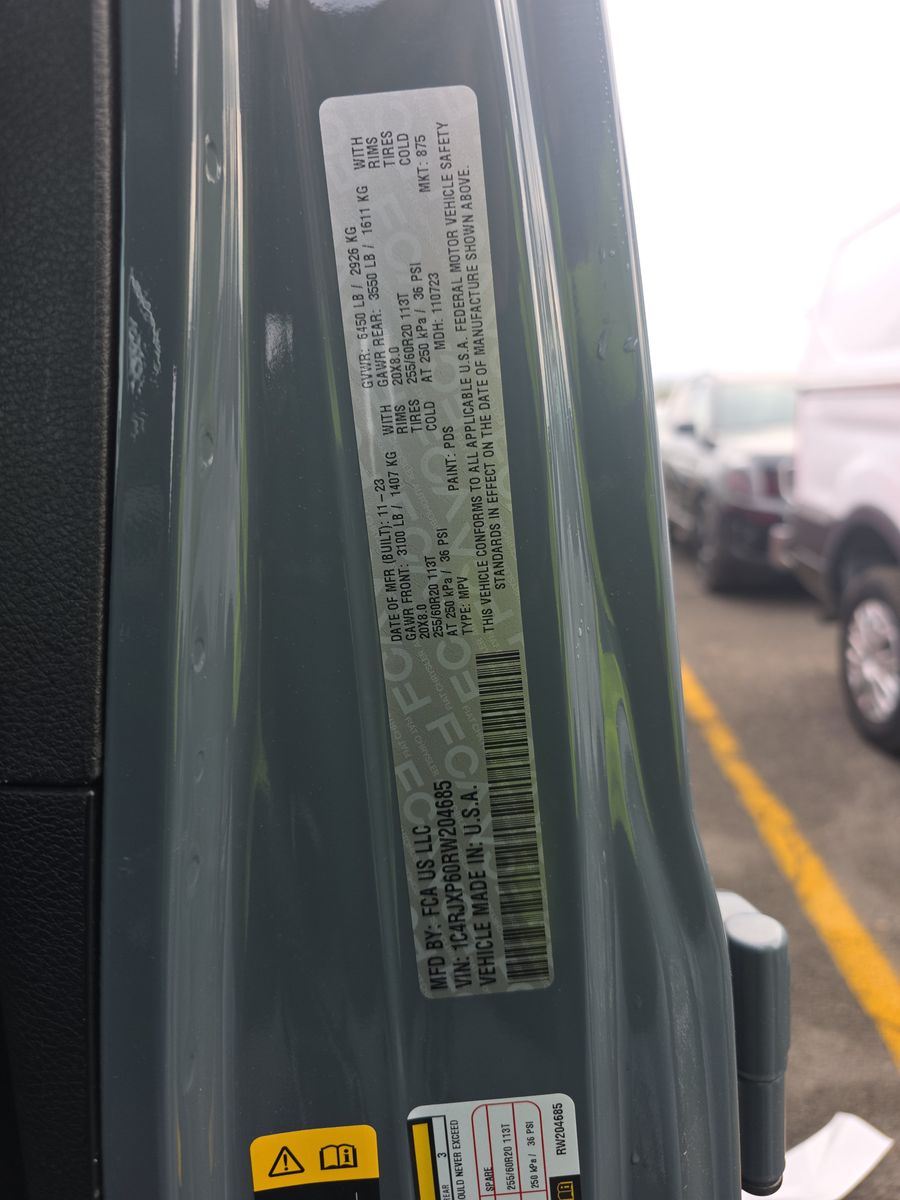 MFD BY: FCA US LLC
VIN: 1C4RJXP60RW204685
VEHICLE MADE IN: U.S.A.
DATE OF MFR (BUILT): 11-23
GVWR: 6450 LB / 2926 KG
GAWR FRONT: 3100 LB / 1407 KG WITH
GAWR REAR: 3550 LB / 1611 KG WITH
20X8.0 RIMS
20X8.0 RIMS
255/60R20 113T TIRES
255/60R20 113T TIRES
AT 250 kPa / 36 PSI COLD
AT 250 kPa / 36 PSI COLD
TYPE: MPV PAINT: PDS MDH: 110723 MKT: 875
THIS VEHICLE CONFORMS TO ALL APPLICABLE U.S.A. FEDERAL MOTOR VEHICLE SAFETY
STANDARDS IN EFFECT ON THE DATE OF MANUFACTURE SHOWN ABOVE.
REAR 3
OULD NEVER EXCEED
SPARE
255/60R20 113T
250 kPa / 36 PSI
RW204685